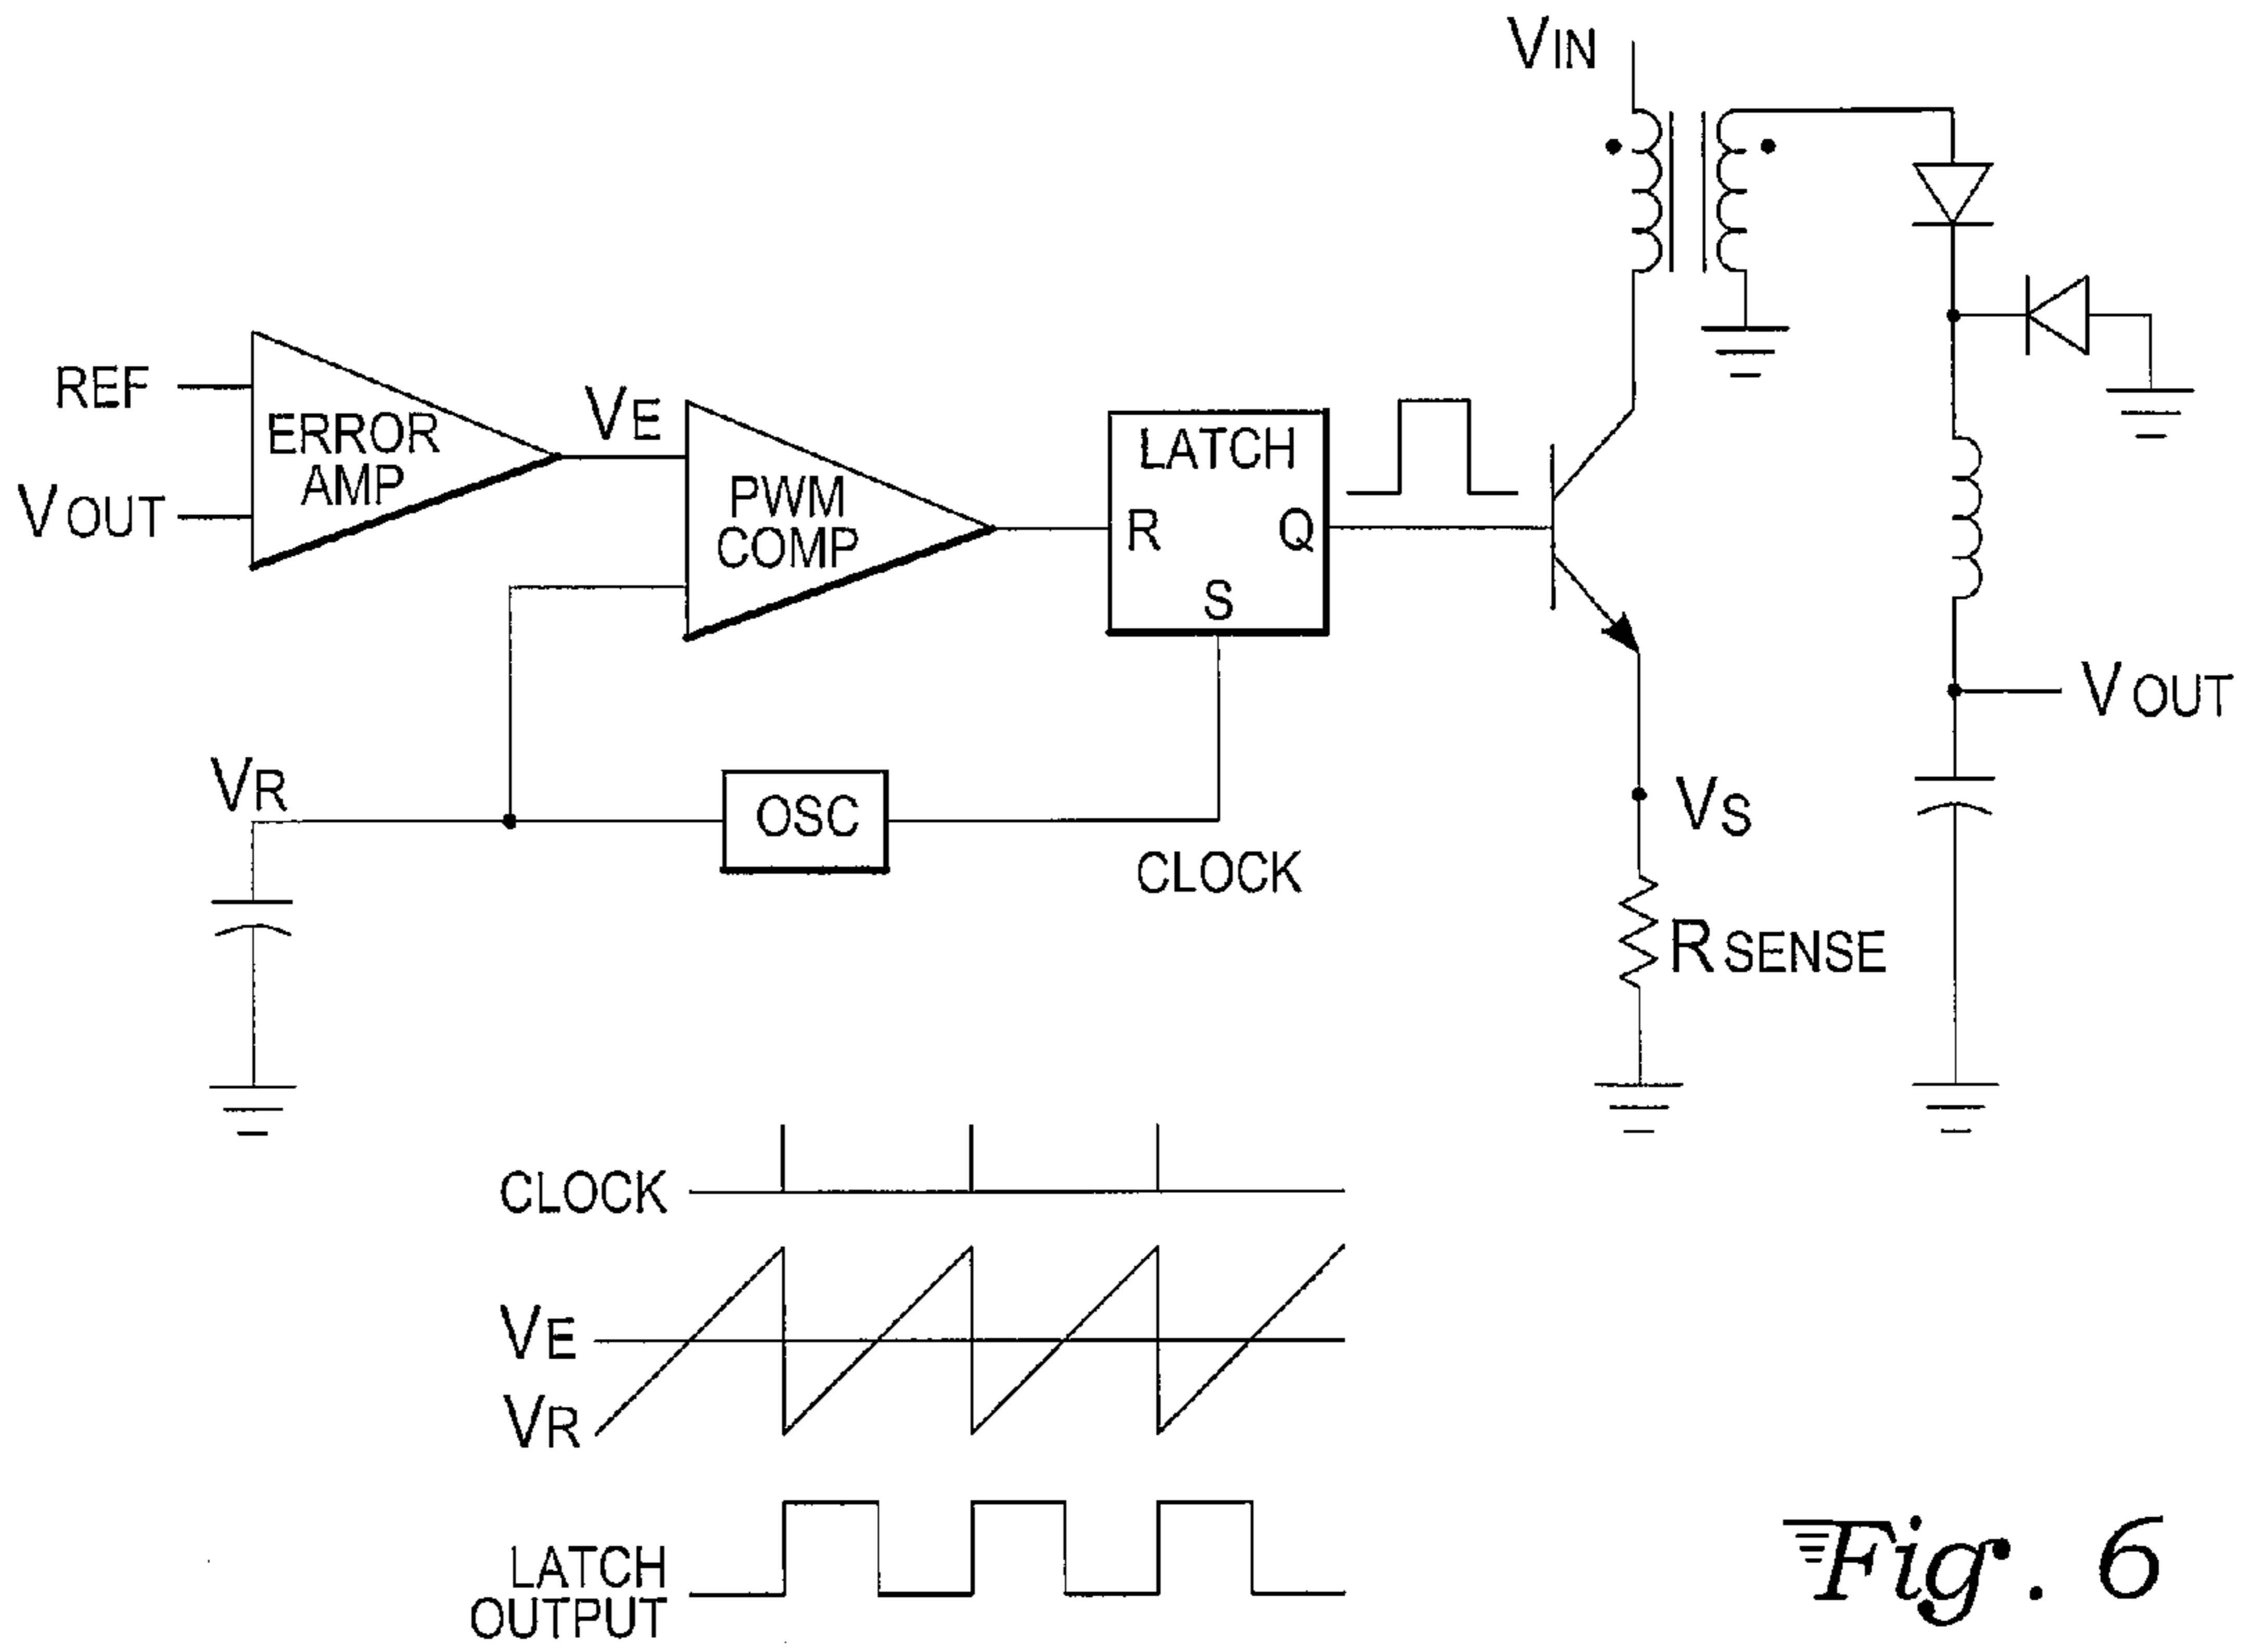 VIN
REF
ERROR
AMP
VOUT
VE
PWM
COMP
LATCH
R
Q
S
VOUT
VR
OSC
CLOCK
VS
RSENSE
CLOCK
VE
VR
LATCH
OUTPUT
Fig. 6